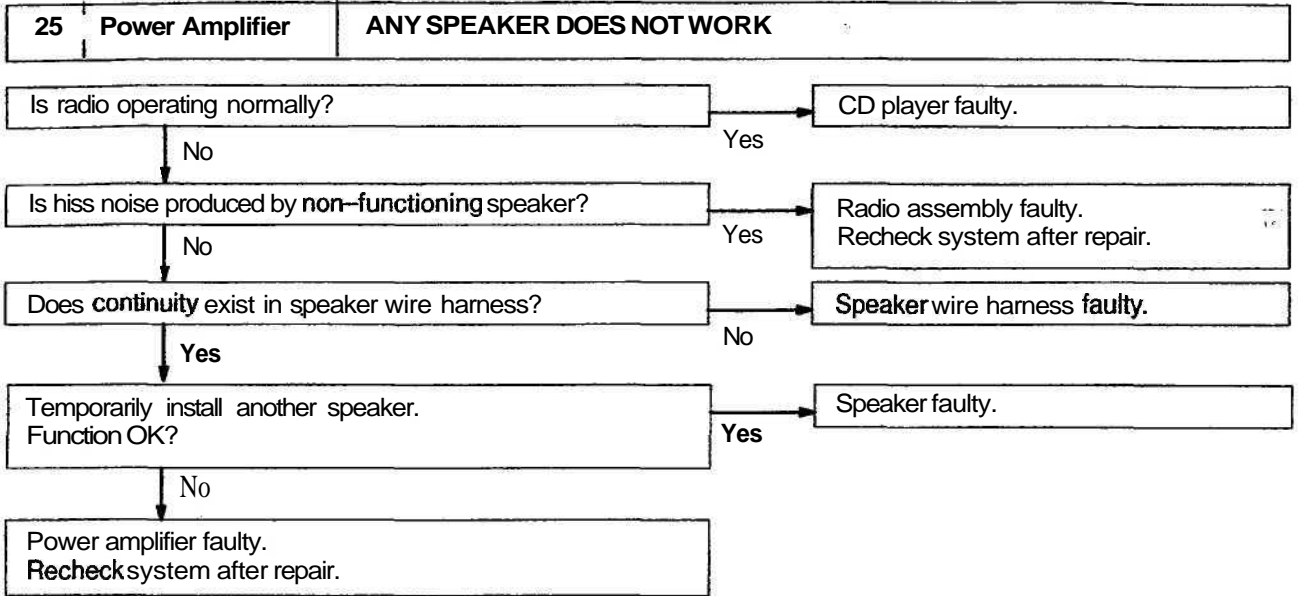 25 Power Amplifier ANY SPEAKER DOES NOT WORK
Is radio operating normally?
Yes
CD player faulty.
No
Is hiss noise produced by non–functioning speaker?
Yes
Radio assembly faulty.
Recheck system after repair.
No
Does continuity exist in speaker wire harness?
No
Speaker wire harness faulty.
Yes
Temporarily install another speaker.
Function OK?
Yes
Speaker faulty.
No
Power amplifier faulty.
Recheck system after repair.